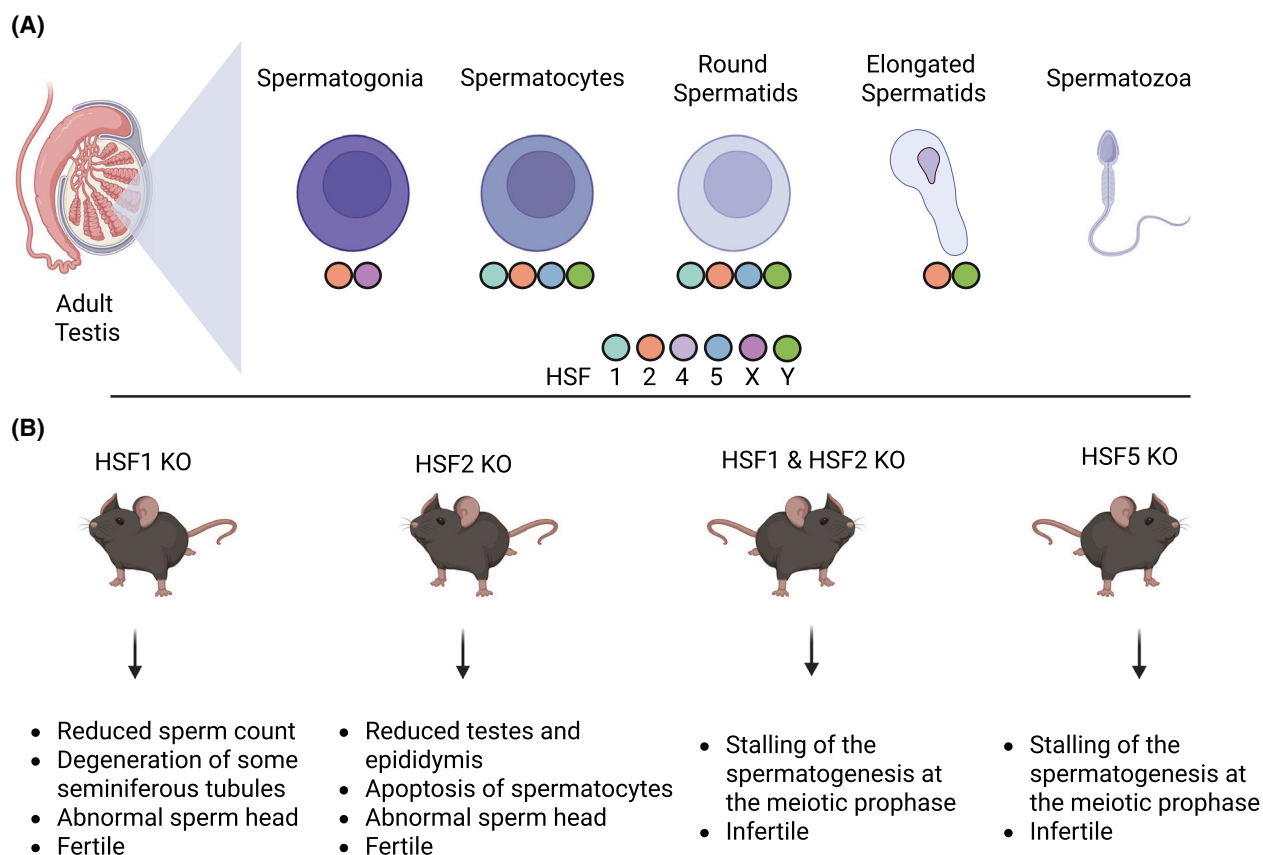 (A)
Spermatogonia
Spermatocytes
Round
Spermatids
Elongated
Spermatids
Spermatozoa
Adult
Testis
HSF 1 2 4 5 X Y
(B)
HSF1 KO
HSF2 KO
HSF1 & HSF2 KO
HSF5 KO
• Reduced sperm count
• Degeneration of some
seminiferous tubules
• Abnormal sperm head
• Fertile
• Reduced testes and
epididymis
• Apoptosis of spermatocytes
• Abnormal sperm head
• Fertile
• Stalling of the
spermatogenesis at
the meiotic prophase
• Infertile
• Stalling of the
spermatogenesis at
the meiotic prophase
• Infertile